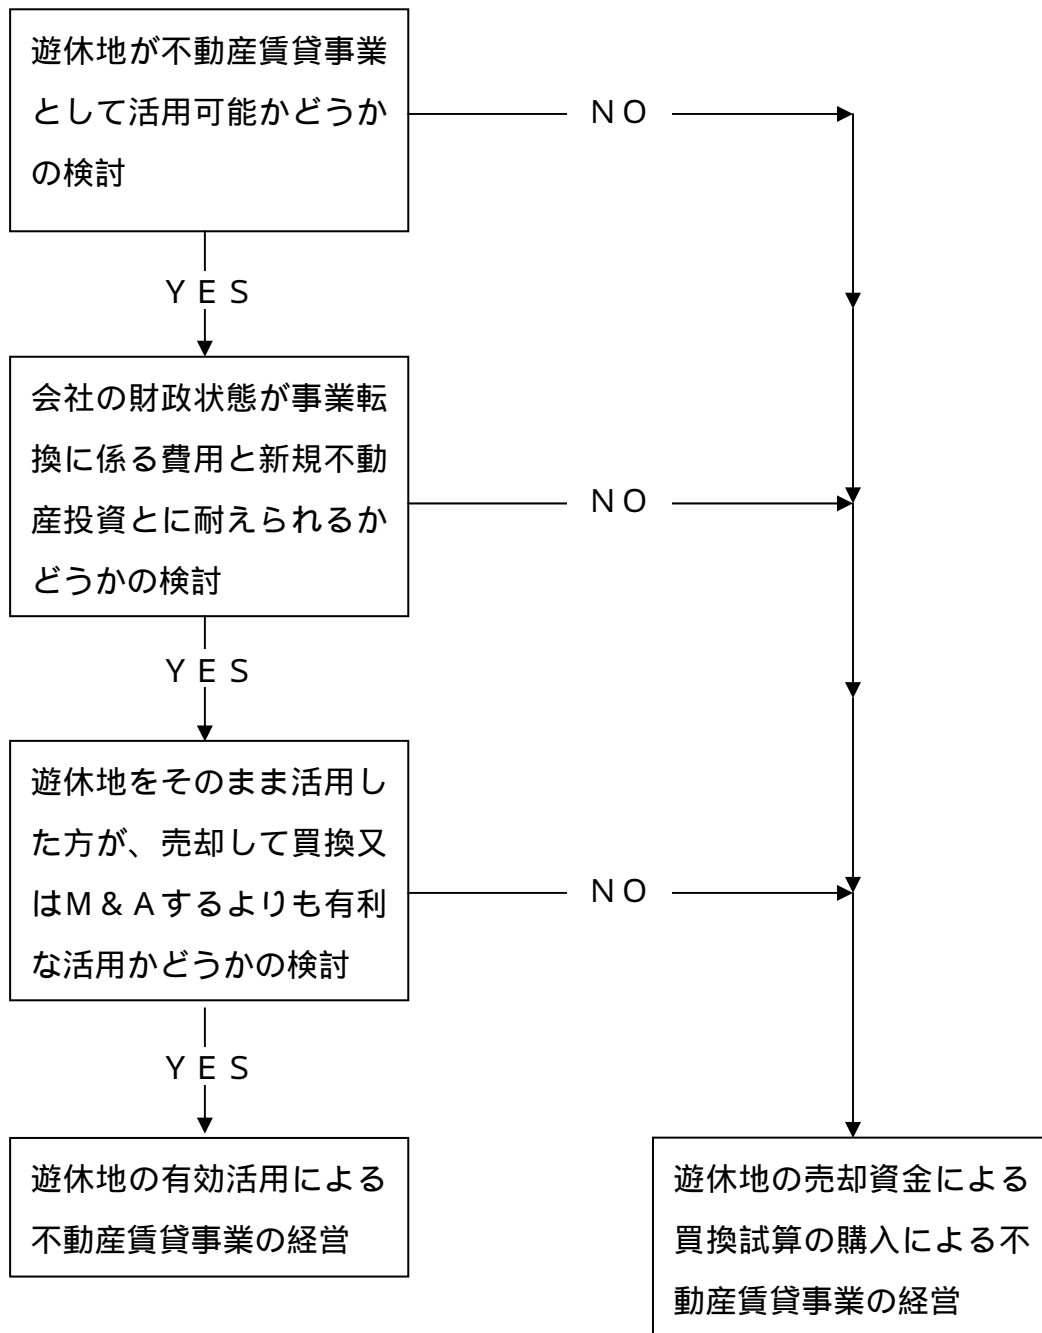 遊休地が不動産賃貸事業
として活用可能かどうか
の検討
ＮＯ
ＹＥＳ
会社の財政状態が事業転
換に係る費用と新規不動
産投資とに耐えられるか
どうかの検討
ＮＯ
ＹＥＳ
遊休地をそのまま活用し
た方が、売却して買換又
はＭ＆Ａするよりも有利
な活用かどうかの検討
ＮＯ
ＹＥＳ
遊休地の有効活用による
不動産賃貸事業の経営
遊休地の売却資金による
買換試算の購入による不
動産賃貸事業の経営